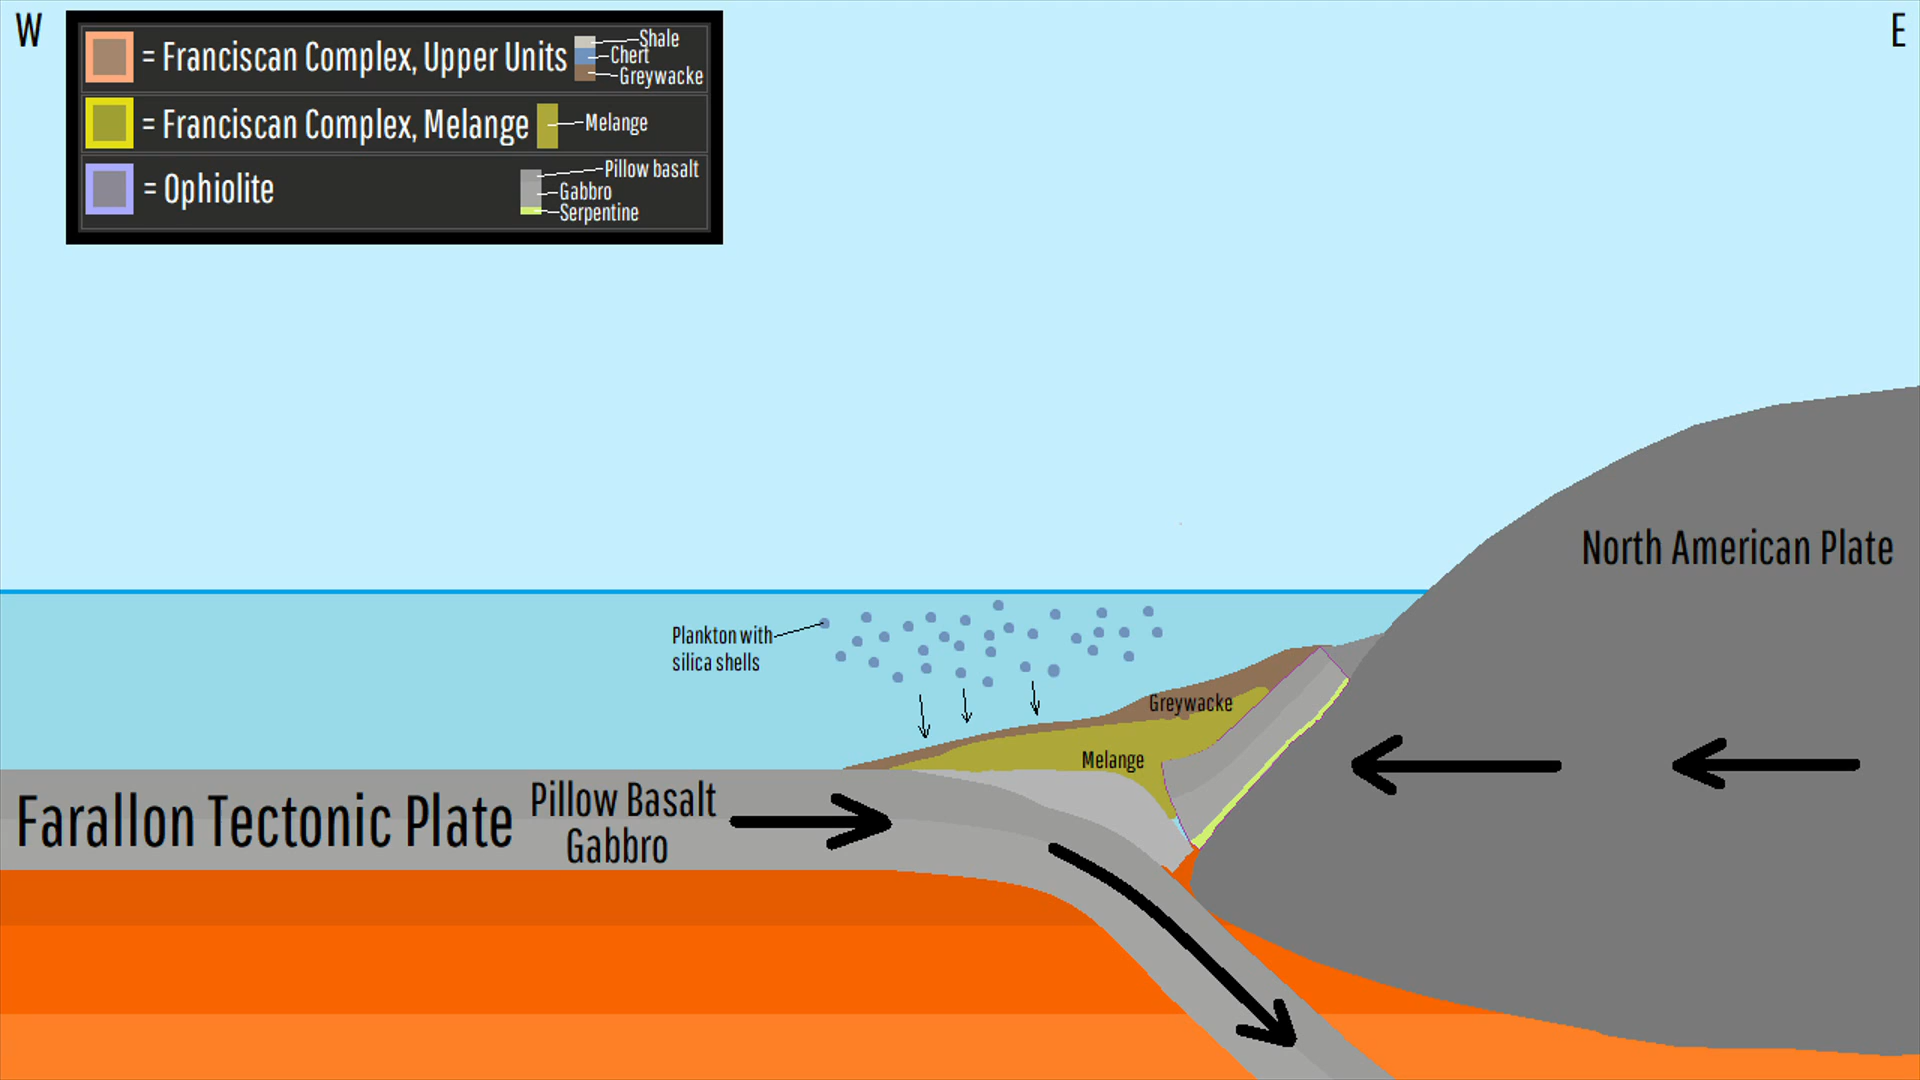 W
E
= Franciscan Complex, Upper Units
Shale
Chert
Greywacke
= Franciscan Complex, Melange
Melange
= Ophiolite
Pillow basalt
Gabbro
Serpentine
North American Plate
Plankton with
silica shells
Greywacke
Melange
Farallon Tectonic Plate
Pillow Basalt
Gabbro